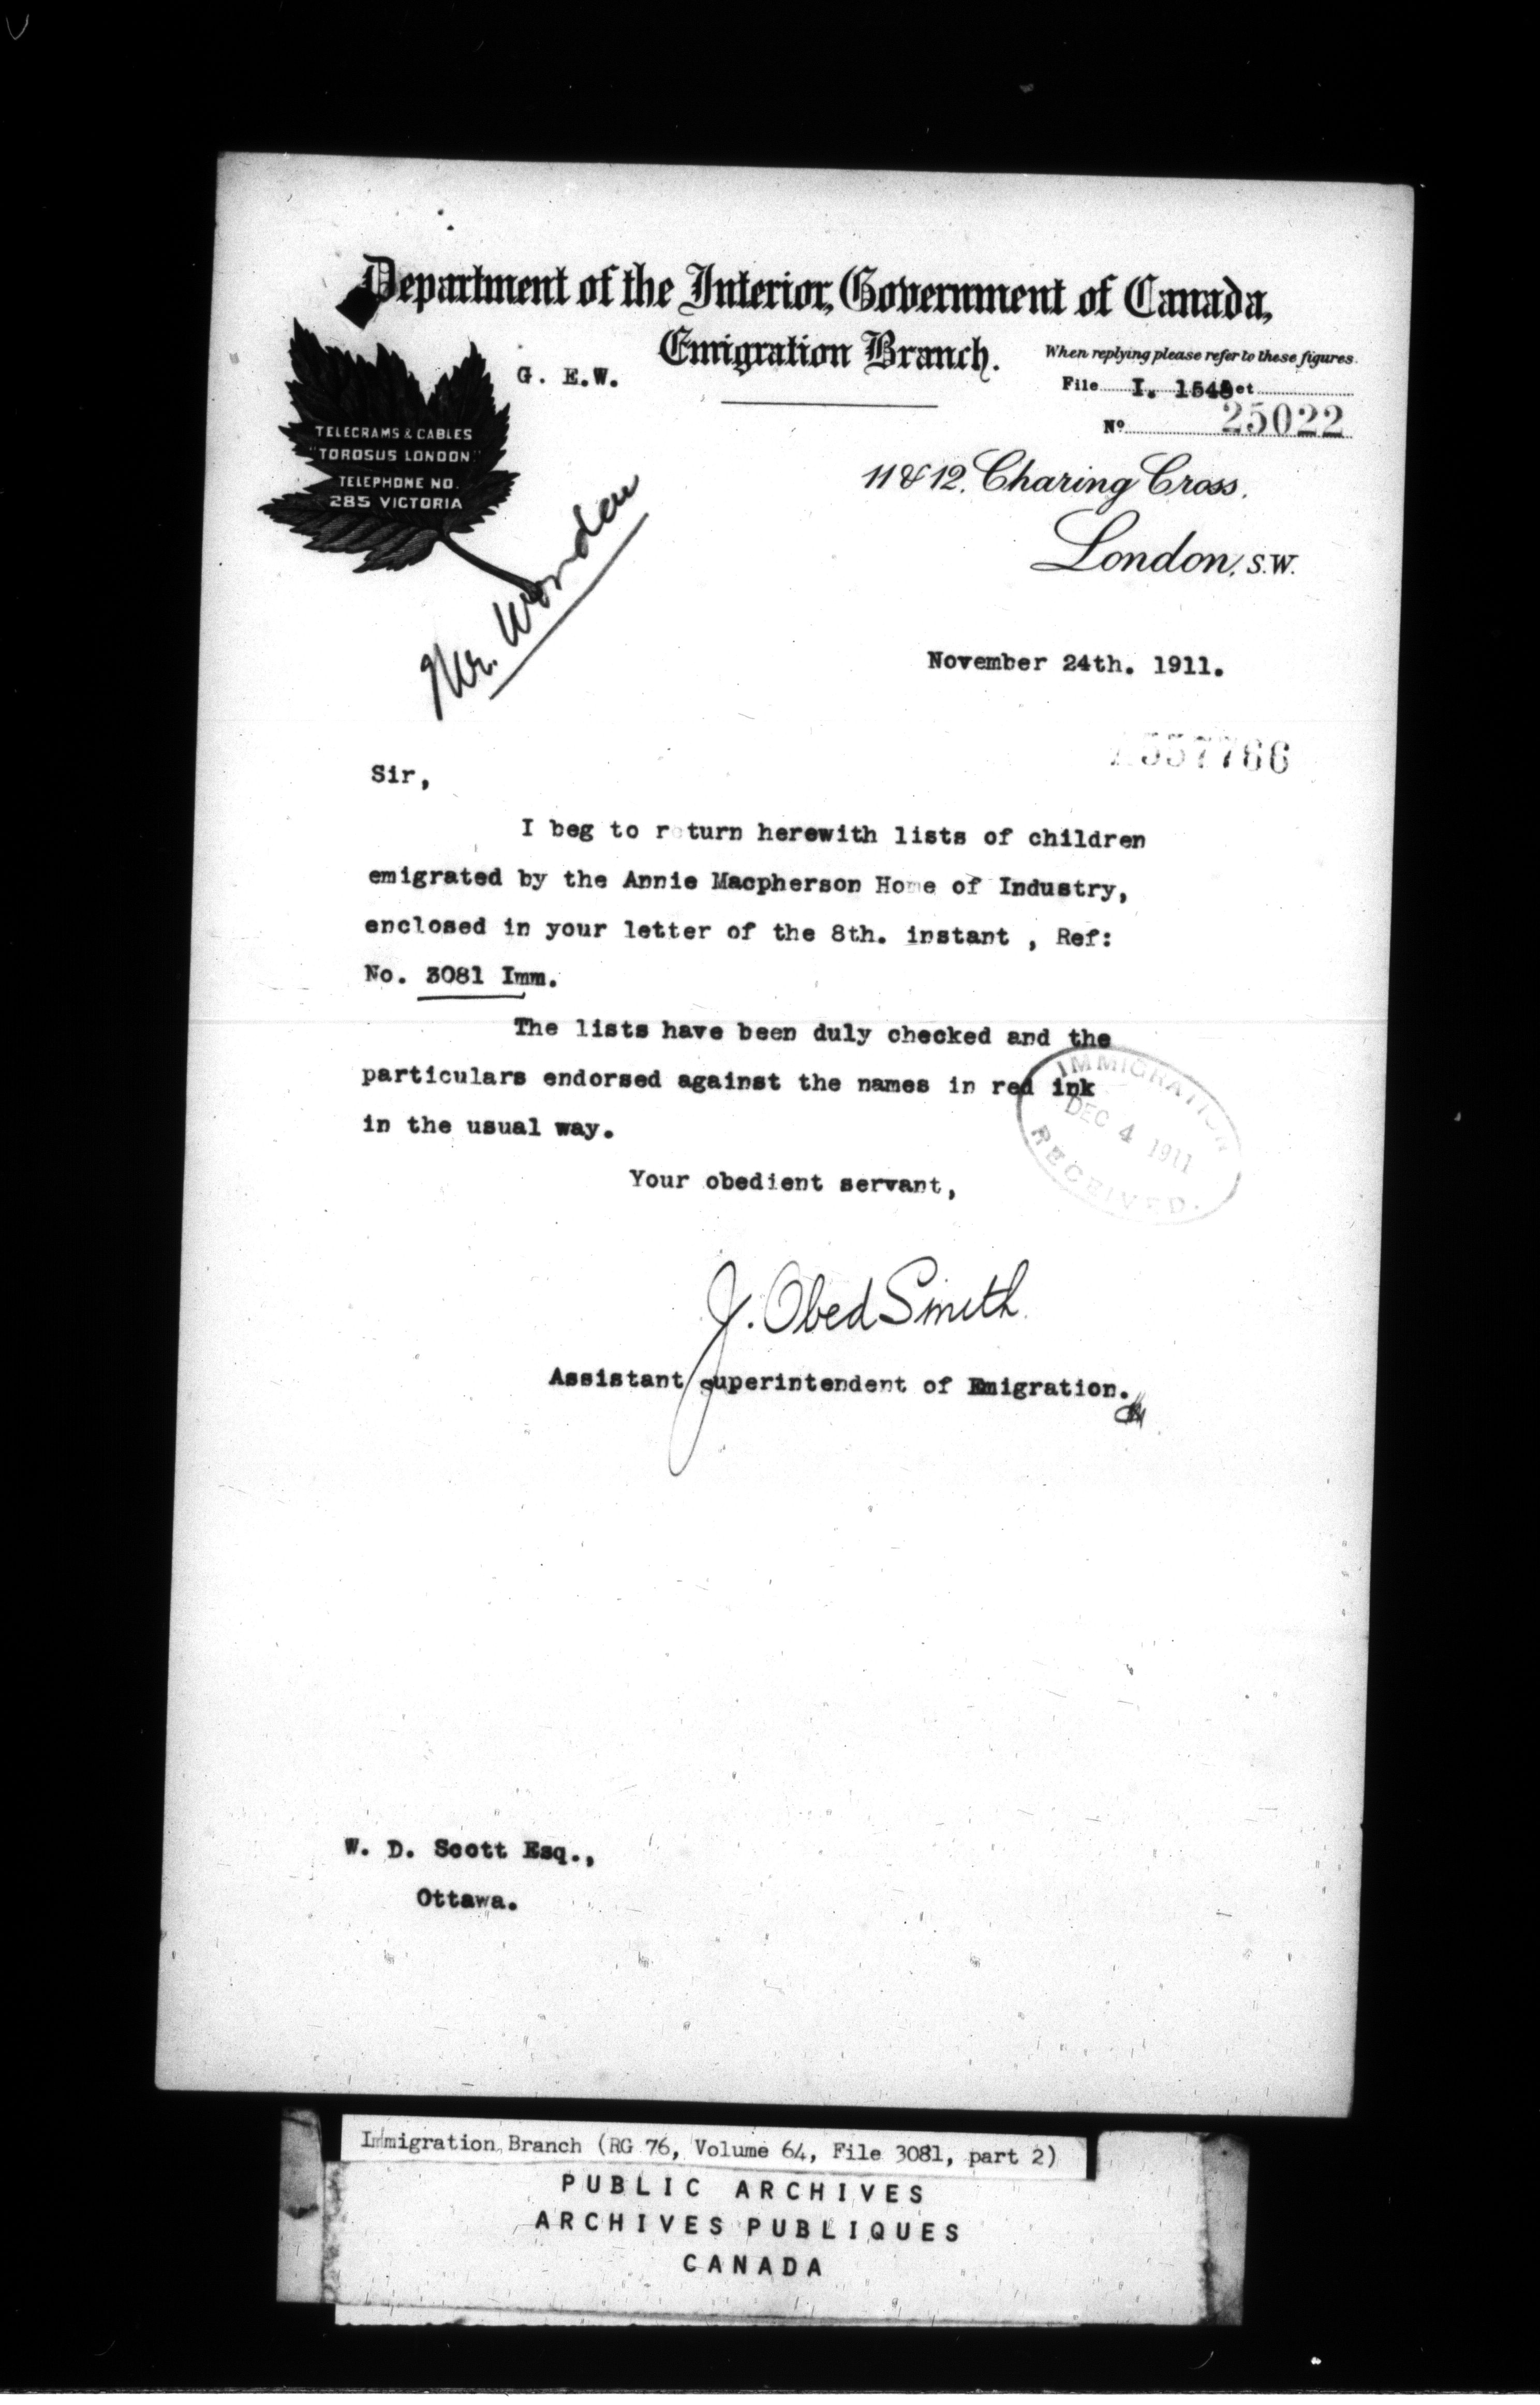 Department of the Interior, Government of Canada,
Emigration Branch.
When replying please refer to these figures.
G. E.W.
File I. 1548 et
No 25022
TELEGRAMS & CABLES
"TOROSUS LONDON."
TELEPHONE NO.
285 VICTORIA
11 & 12, Charing Cross,
London, S.W.
Mr. Wonden
November 24th. 1911.
557766
Sir,
I beg to return herewith lists of children
emigrated by the Annie Macpherson Home of Industry,
enclosed in your letter of the 8th. instant , Ref:
No. 3081 Imm.
The lists have been duly checked and the
particulars endorsed against the names in red ink
in the usual way.
IMMIGRATION
DEC 4 1911
RECEIVED.
Your obedient servant,
J. Obed Smith
Assistant Superintendent of Emigration.
W. D. Scott Esq.,
Ottawa.
Immigration Branch (RG 76, Volume 64, File 3081, part 2)
PUBLIC ARCHIVES
ARCHIVES PUBLIQUES
CANADA